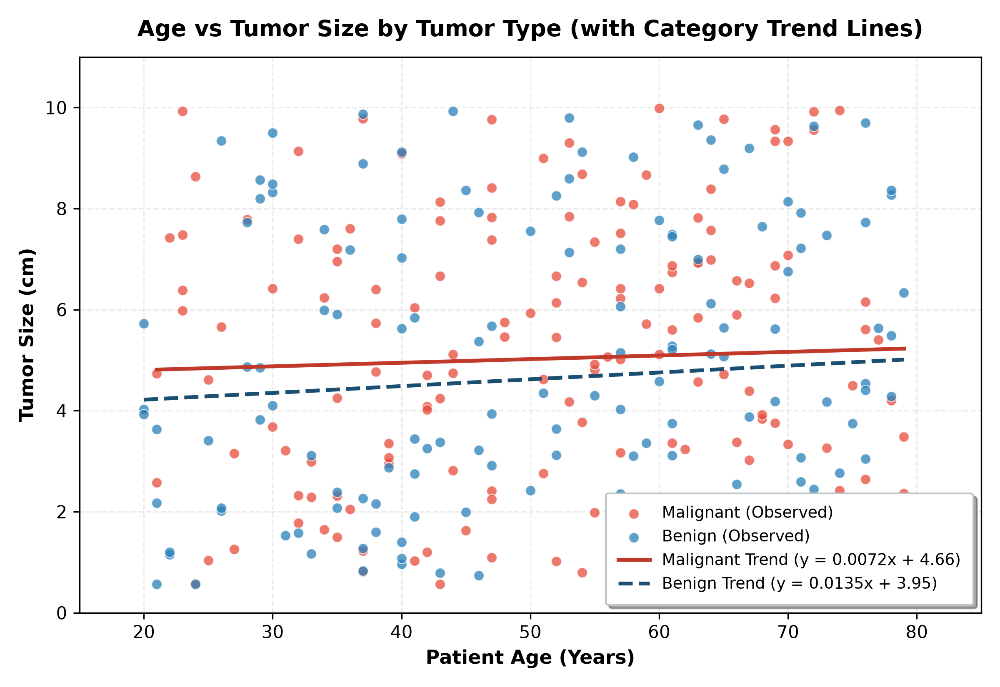 Age vs Tumor Size by Tumor Type (with Category Trend Lines)
Tumor Size (cm)
10
8
6
4
2
0
Malignant (Observed)
Benign (Observed)
Malignant Trend (y = 0.0072x + 4.66)
Benign Trend (y = 0.0135x + 3.95)
20 30 40 50 60 70 80
Patient Age (Years)